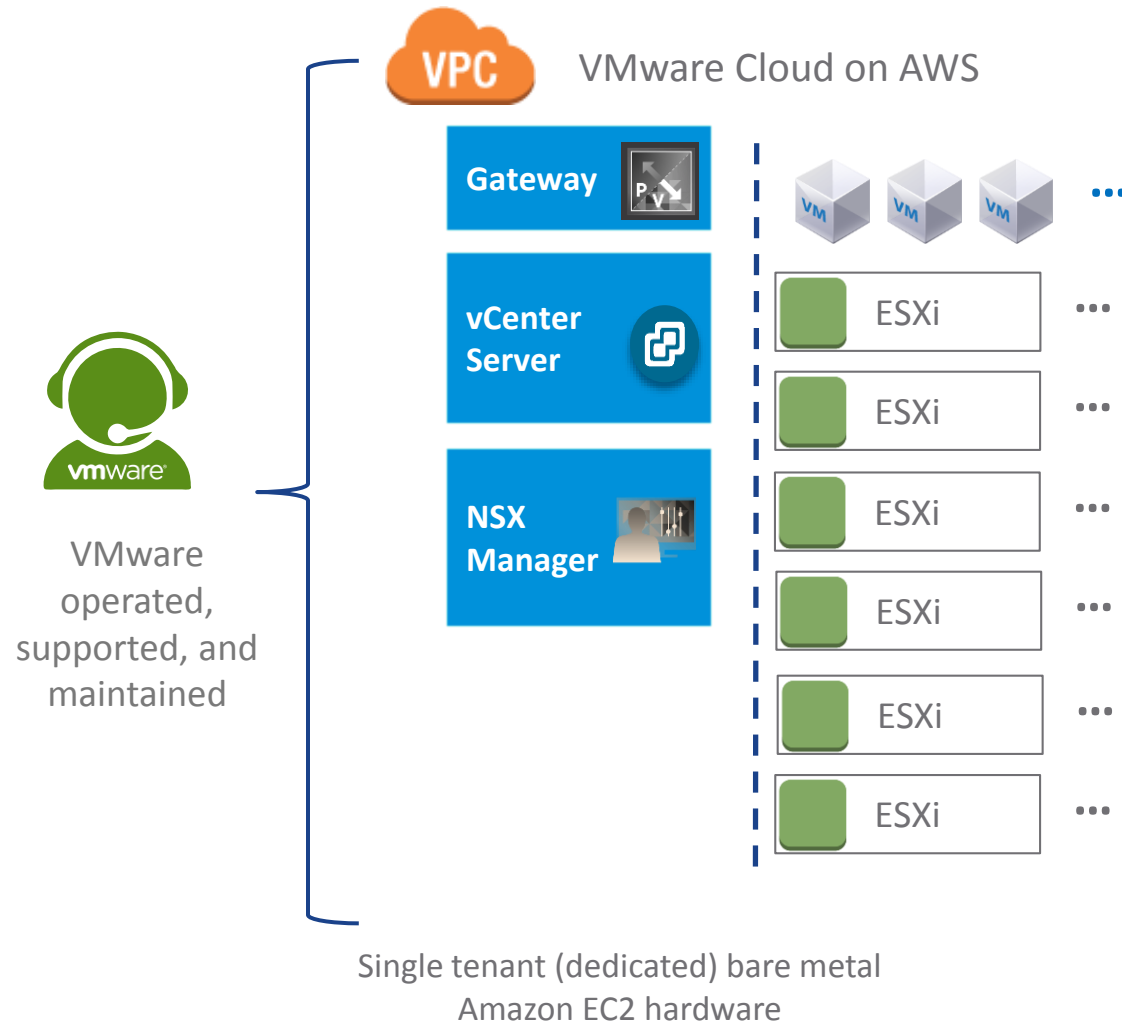 VPC
VMware Cloud on AWS
Gateway
P
V
vCenter
Server
NSX
Manager
VM
VM
VM
...
ESXi
...
ESXi
...
ESXi
...
ESXi
...
ESXi
...
ESXi
...
vmware
VMware
operated,
supported, and
maintained
Single tenant (dedicated) bare metal
Amazon EC2 hardware